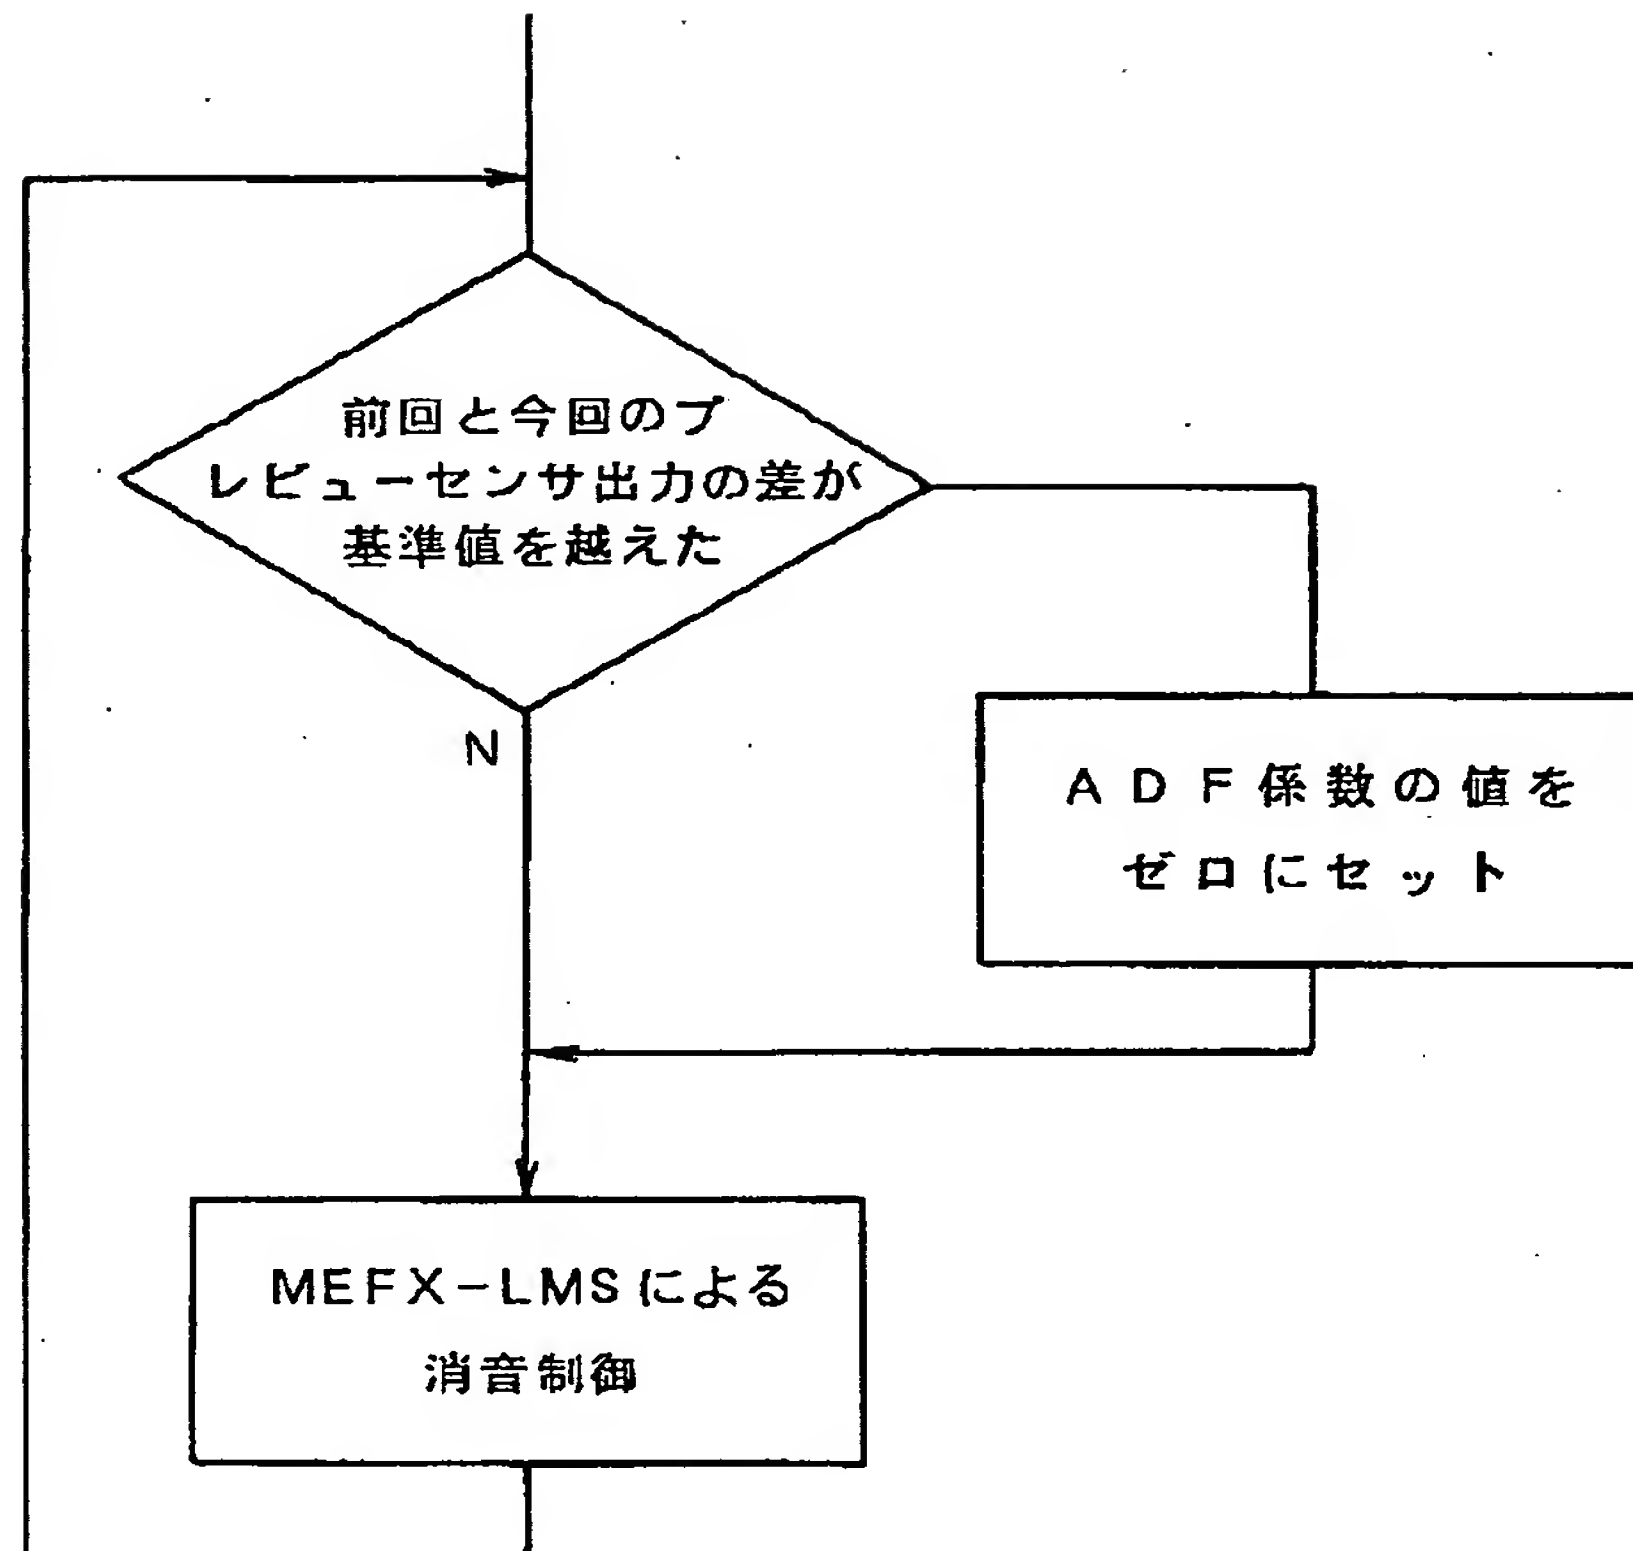 前回と今回のプ
レビューセンサ出力の差が
基準値を越えた
N
ADF係数の値を
ゼロにセット
MEFX-LMSによる
消音制御